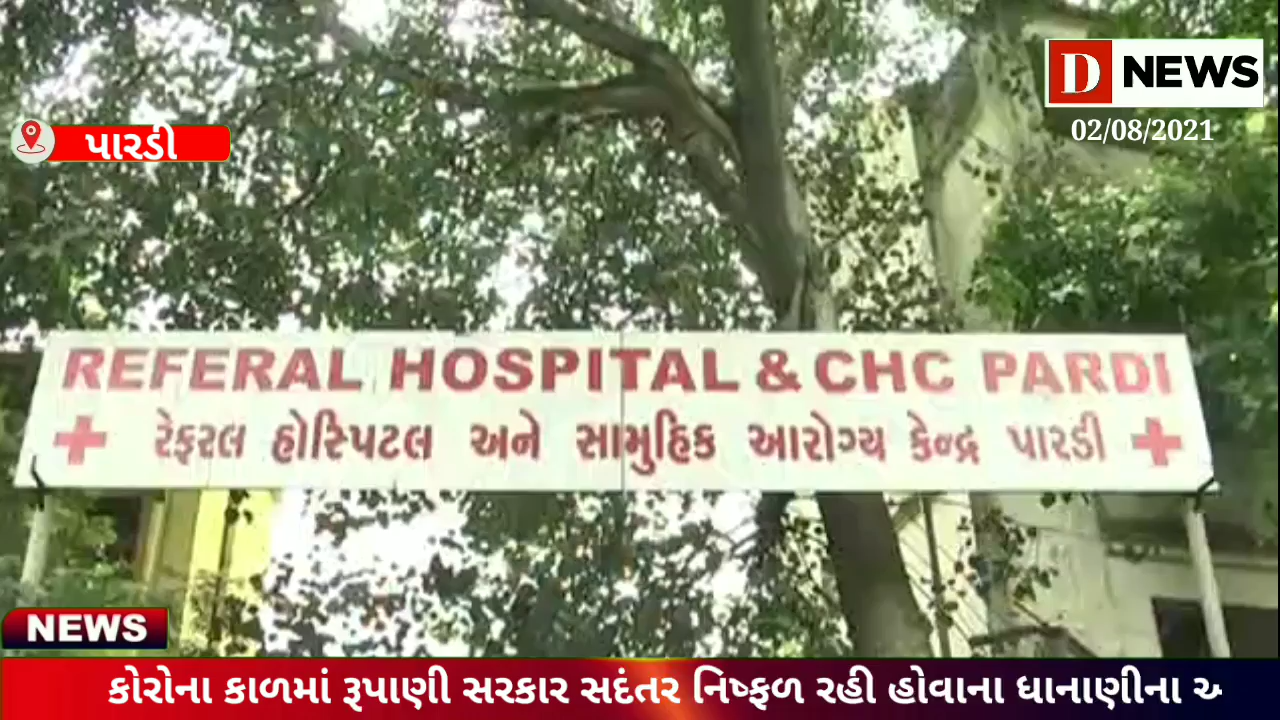 D NEWS
02/08/2021
પારડી
REFERAL HOSPITAL & CHC PARDI
રેફરલ હોસ્પિટલ અને સામુહિક આરોગ્ય કેન્દ્ર પારડી
NEWS
કોરોના કાળમાં રૂપાણી સરકાર સદંતર નિષ્ફળ રહી હોવાના ધાનાણીના